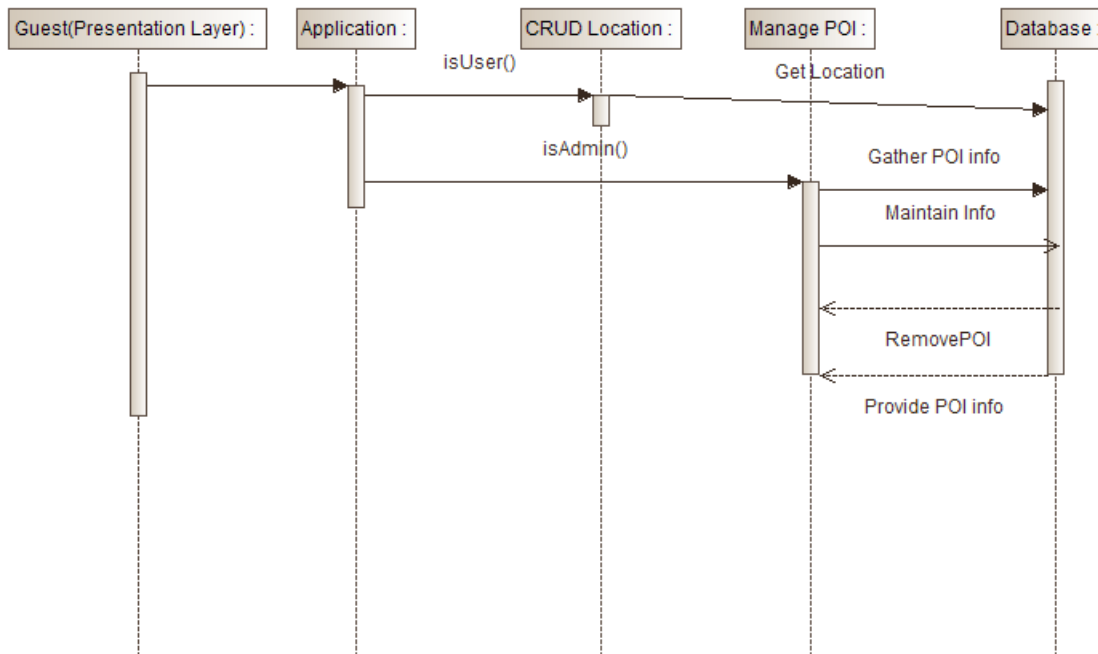 Guest(Presentation Layer) :
Application :
CRUD Location :
Manage POI :
Database :
isUser()
Get Location
isAdmin()
Gather POI info
Maintain Info
RemovePOI
Provide POI info